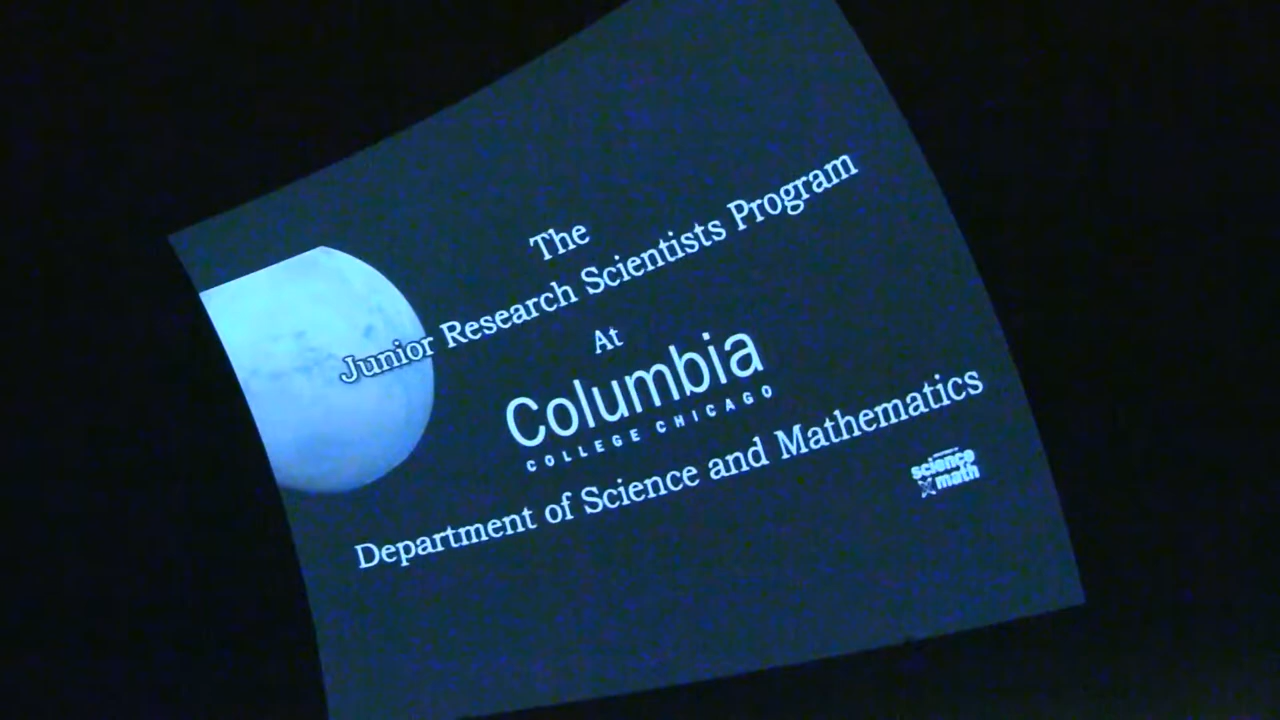 The
Junior Research Scientists Program
At
Columbia
COLLEGE CHICAGO
Department of Science and Mathematics
science
math